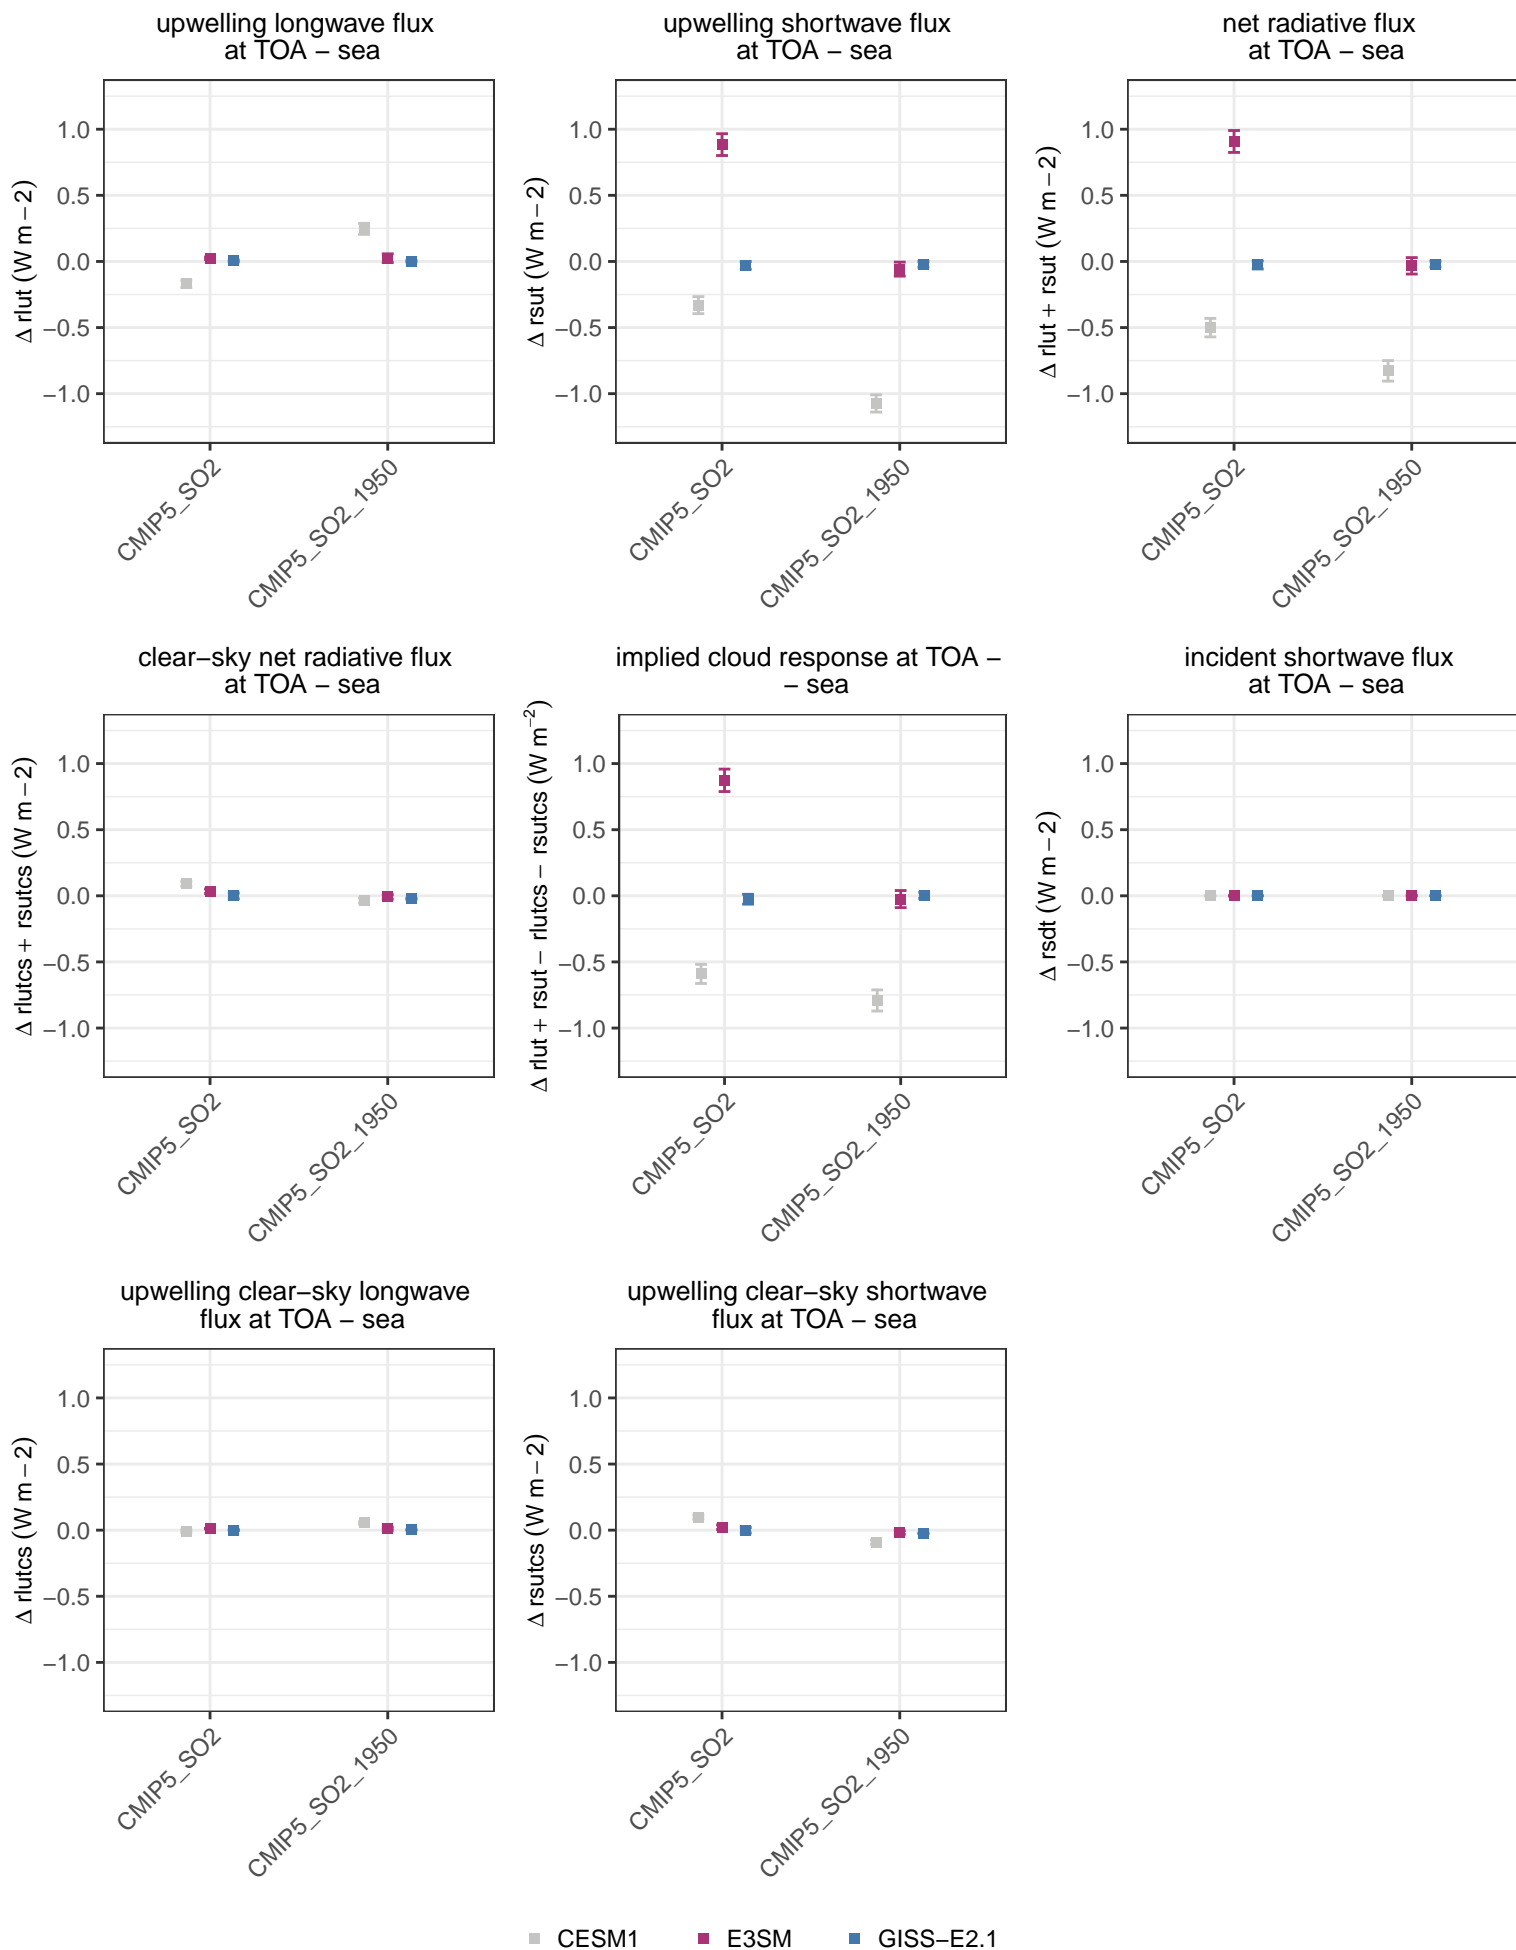 upwelling longwave flux
at TOA − sea
Δ rlut (W m−2)
1.0
0.5
0.0
−0.5
−1.0
CMIP5_SO2
CMIP5_SO2_1950
upwelling shortwave flux
at TOA − sea
Δ rsut (W m−2)
1.0
0.5
0.0
−0.5
−1.0
CMIP5_SO2
CMIP5_SO2_1950
net radiative flux
at TOA − sea
Δ rlut + rsut (W m−2)
1.0
0.5
0.0
−0.5
−1.0
CMIP5_SO2
CMIP5_SO2_1950
clear−sky net radiative flux
at TOA − sea
Δ rlutcs + rsutcs (W m−2)
1.0
0.5
0.0
−0.5
−1.0
CMIP5_SO2
CMIP5_SO2_1950
implied cloud response at TOA −
− sea
Δ rlut + rsut − rlutcs − rsutcs (W m⁻²)
1.0
0.5
0.0
−0.5
−1.0
CMIP5_SO2
CMIP5_SO2_1950
incident shortwave flux
at TOA − sea
Δ rsdt (W m−2)
1.0
0.5
0.0
−0.5
−1.0
CMIP5_SO2
CMIP5_SO2_1950
upwelling clear−sky longwave
flux at TOA − sea
Δ rlutcs (W m−2)
1.0
0.5
0.0
−0.5
−1.0
CMIP5_SO2
CMIP5_SO2_1950
upwelling clear−sky shortwave
flux at TOA − sea
Δ rsutcs (W m−2)
1.0
0.5
0.0
−0.5
−1.0
CMIP5_SO2
CMIP5_SO2_1950
CESM1 E3SM GISS−E2.1